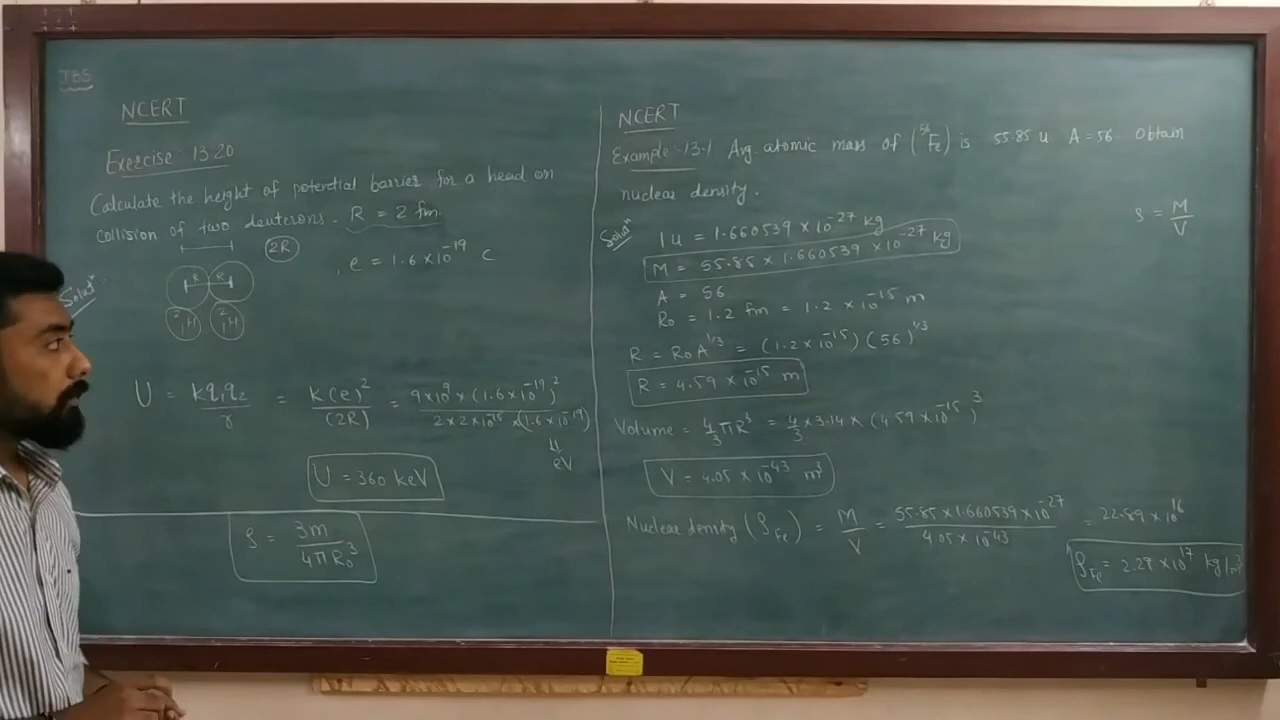 JBS
NCERT
Exercise : 13.20
Calculate the height of potential barrier for a head on
collision of two deuterons. R = 2 fm
2R
e = 1.6 × 10⁻¹⁹ C
Solutⁿ:
R R
²₁H ²₁H
U = kq₁q₂/r = k(e)²/(2R) = 9×10⁹ × (1.6×10⁻¹⁹)²/2×2×10⁻¹⁵ × (1.6×10⁻¹⁹)
⇓
eV
U = 360 keV
ρ = 3m/4πR₀³
NCERT
Example :-13.1 Avg. atomic mass of (⁵⁶Fe) is 55.85 u A = 56. Obtain
nuclear density.
ρ = M/V
Solutⁿ
1u = 1.660539 × 10⁻²⁷ kg
M = 55.85 × 1.660539 × 10⁻²⁷ kg
A = 56
R₀ = 1.2 fm = 1.2 × 10⁻¹⁵ m
R = R₀A^1/3 = (1.2×10⁻¹⁵) (56)^1/3
R = 4.59 × 10⁻¹⁵ m
Volume = 4/3 πR³ = 4/3 × 3.14 × (4.59 × 10⁻¹⁵)³
V = 4.05 × 10⁻⁴³ m³
Nuclear density (ρFe) = M/V = 55.85 × 1.660539 × 10⁻²⁷/4.05 × 10⁻⁴³ = 22.89 × 10¹⁶
ρFe = 2.29 × 10¹⁷ kg/m³